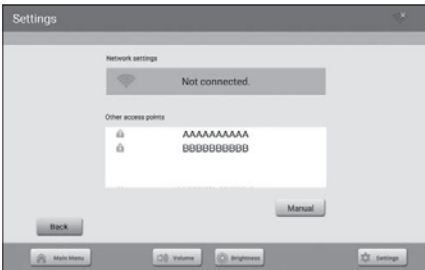 Settings
Network settings
Not connected.
Other access points
AAAAAAAAAA
BBBBBBBBBB
Manual
Back
Main Menu
Volume
Brightness
Settings